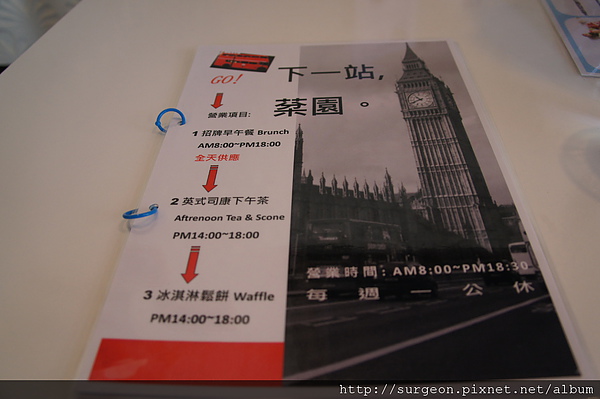 GO!
下一站,
菜園。
營業項目:
1 招牌早午餐 Brunch
AM8:00~PM18:00
全天供應
2 英式司康下午茶
Aftrenoon Tea & Scone
PM14:00~18:00
3 冰淇淋鬆餅 Waffle
PM14:00~18:00
營業時間:AM8:00~PM18:30
每週一公休
http://surgeon.pixnet.net/album